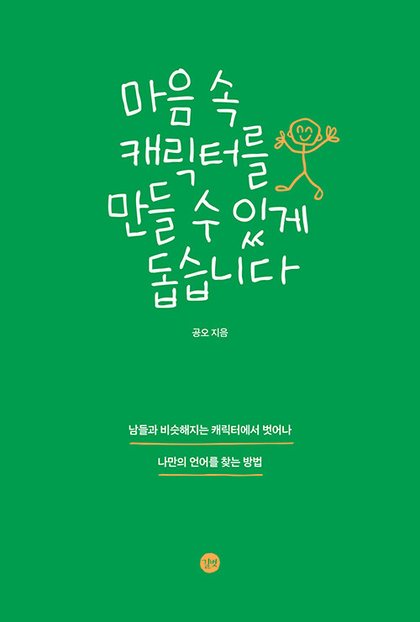 마음 속
캐릭터를
만들 수 있게
돕습니다
공오 지음
남들과 비슷해지는 캐릭터에서 벗어나
나만의 언어를 찾는 방법
길벗